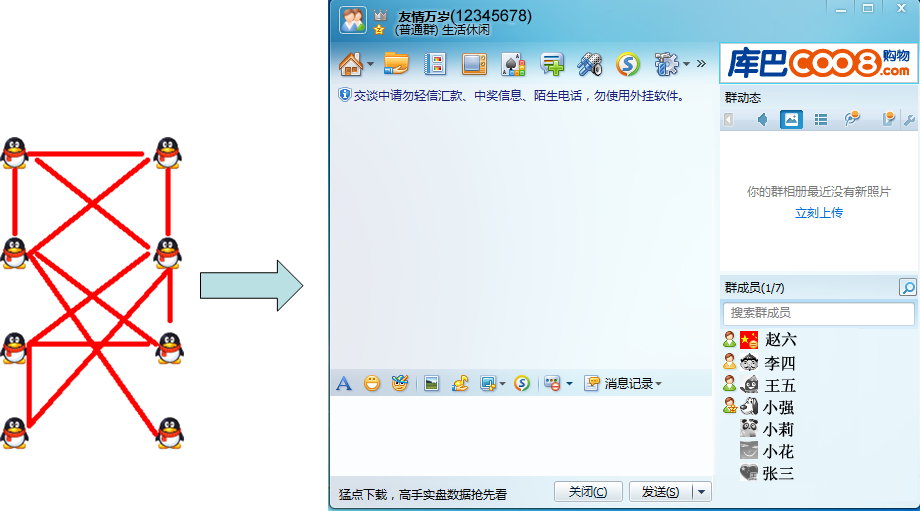 友情万岁(12345678)
(普通群) 生活休闲
库巴COO8购物.com
交谈中请勿轻信汇款、中奖信息、陌生电话，勿使用外挂软件。
群动态
你的群相册最近没有新照片
立刻上传
群成员(1/7)
搜索群成员
赵六
李四
王五
小强
小莉
小花
张三
消息记录
猛点下载，高手实盘数据抢先看
关闭(C)
发送(S)